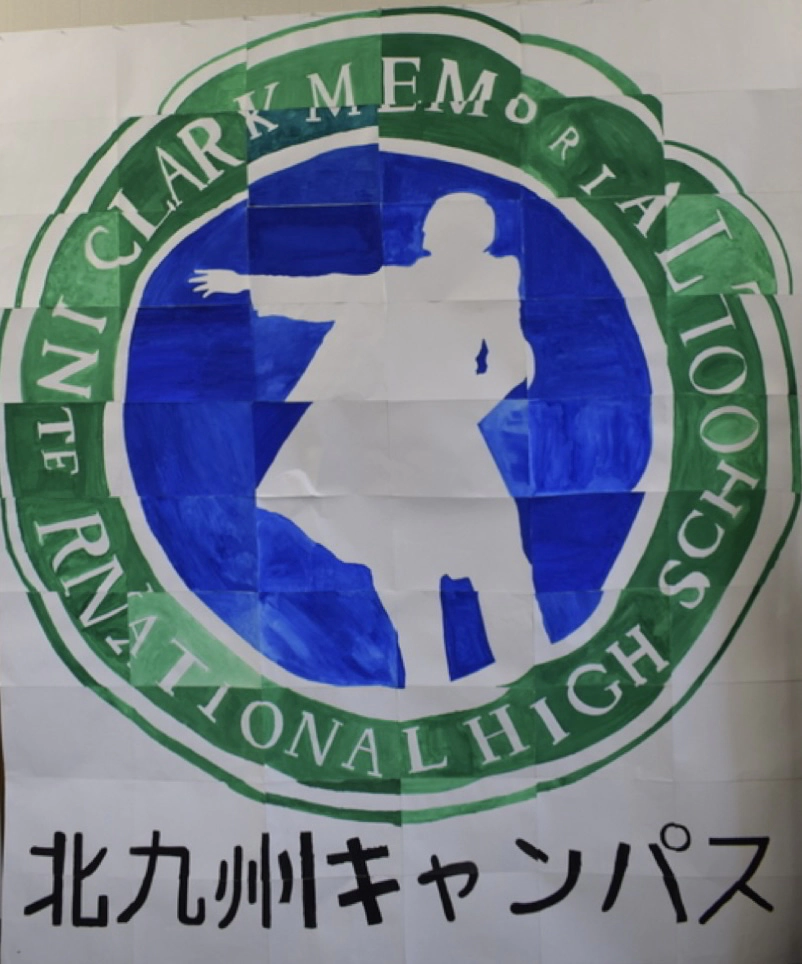 CLARK MEMORIAL INTERNATIONAL HIGH SCHOOL
北九州キャンパス